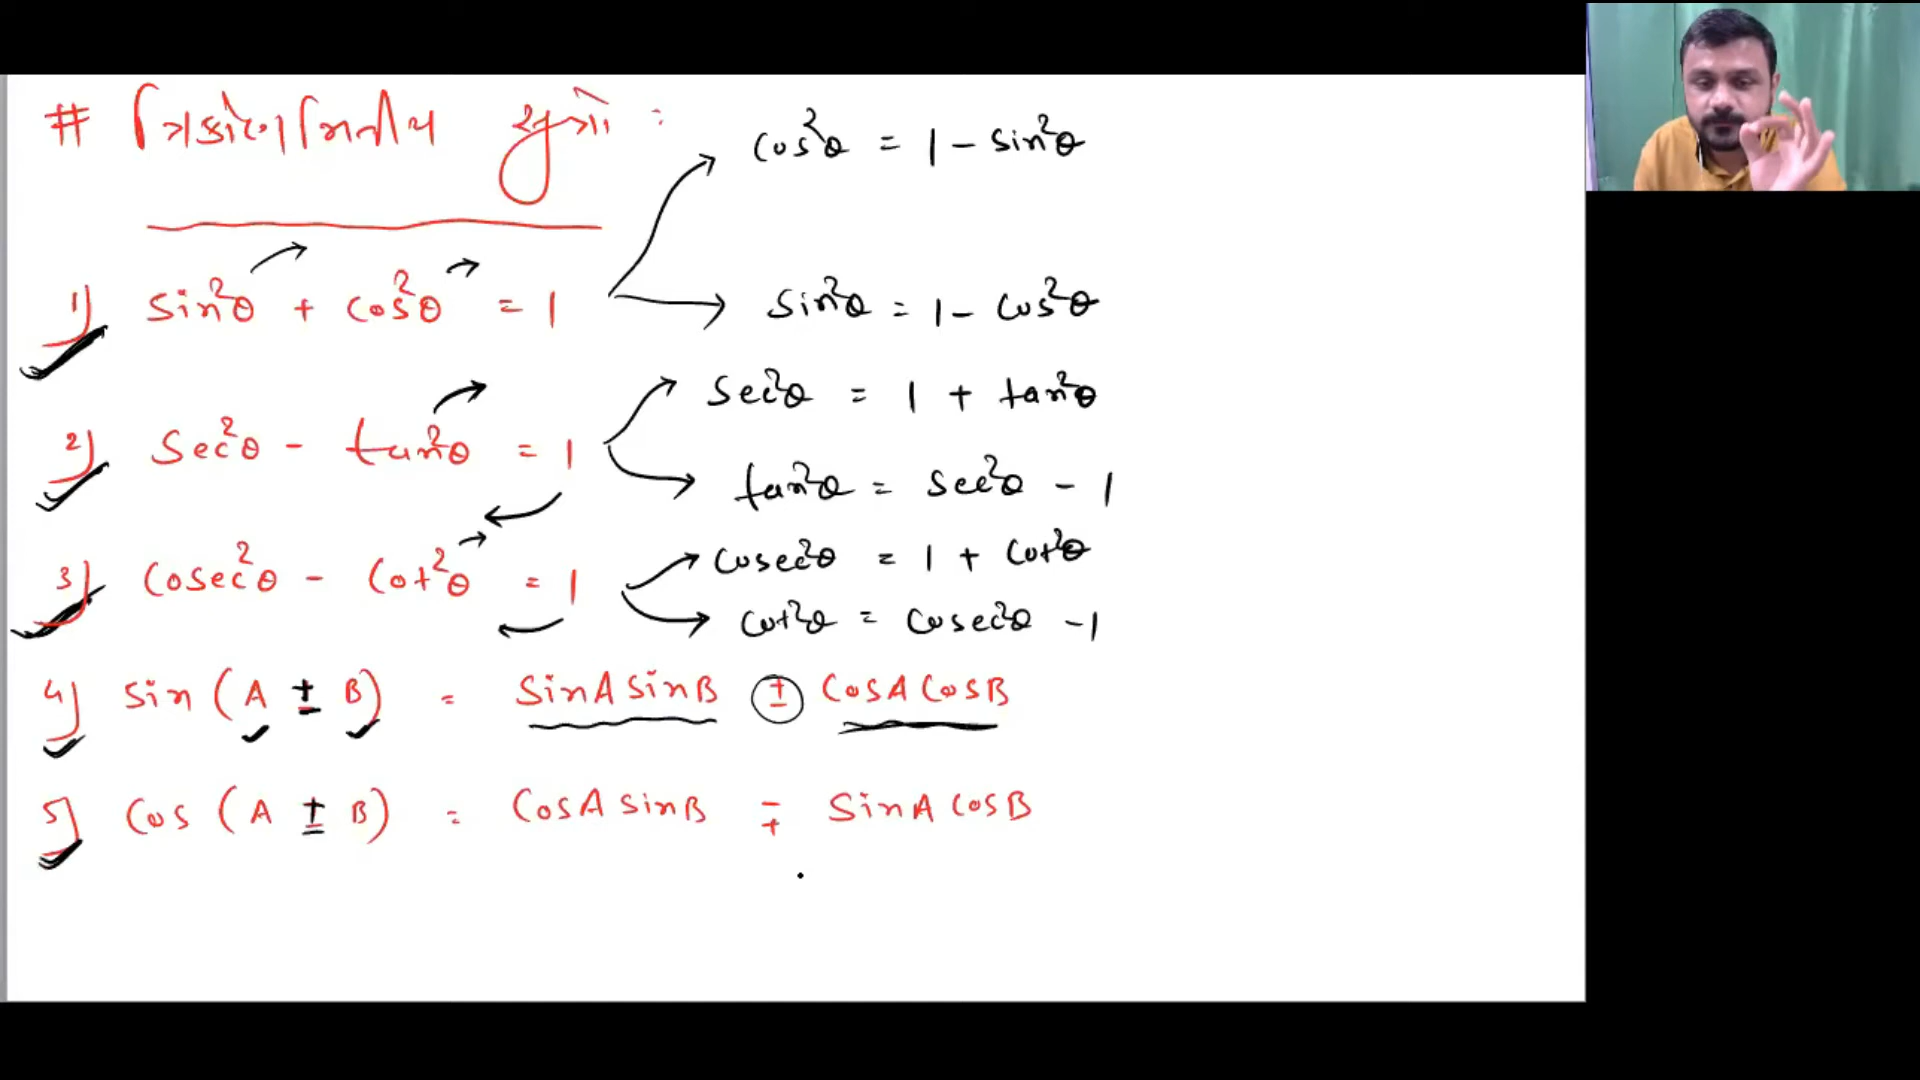 # ત્રિકોણમિતીય સૂત્રો :
1) sin²θ + cos²θ = 1
cos²θ = 1 - sin²θ
sin²θ = 1 - cos²θ
2) sec²θ - tan²θ = 1
sec²θ = 1 + tan²θ
tan²θ = sec²θ - 1
3) cosec²θ - cot²θ = 1
cosec²θ = 1 + cot²θ
cot²θ = cosec²θ - 1
4) sin (A ± B) = sinA sinB ± cosA cosB
5) cos (A ± B) = cosA sinB ∓ sinA cosB